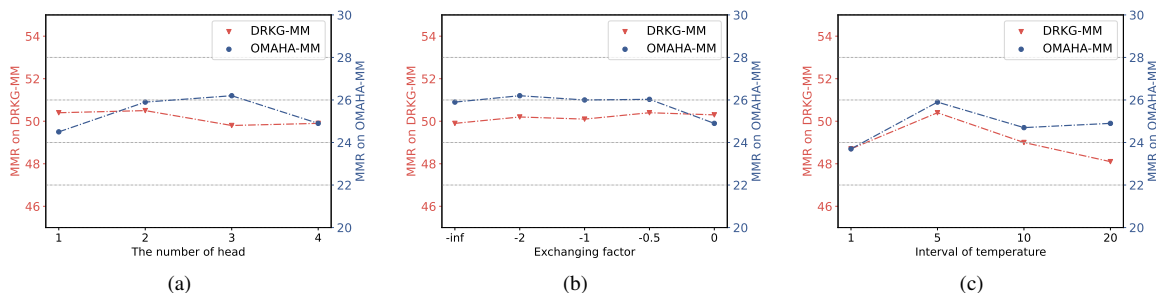 MMR on DRKG-MM
54
52
50
48
46
DRKG-MM
OMAHA-MM
30
28
26
24
22
20
MMR on OMAHA-MM
1 2 3 4
The number of head
(a)
MMR on DRKG-MM
54
52
50
48
46
DRKG-MM
OMAHA-MM
30
28
26
24
22
20
MMR on OMAHA-MM
-inf -2 -1 -0.5 0
Exchanging factor
(b)
MMR on DRKG-MM
54
52
50
48
46
DRKG-MM
OMAHA-MM
30
28
26
24
22
20
MMR on OMAHA-MM
1 5 10 20
Interval of temperature
(c)